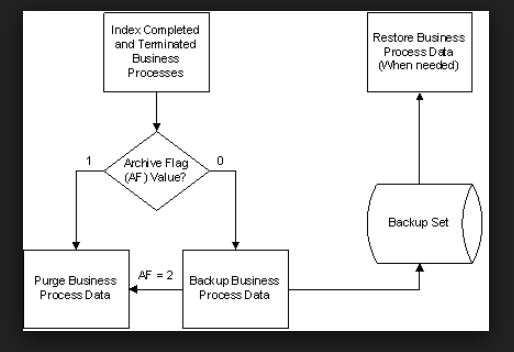 Index Completed
and Terminated
Business
Processes
Restore Business
Process Data
(When needed)
1
Archive Flag
(AF) Value?
0
Backup Set
Purge Business
Process Data
AF = 2
Backup Business
Process Data